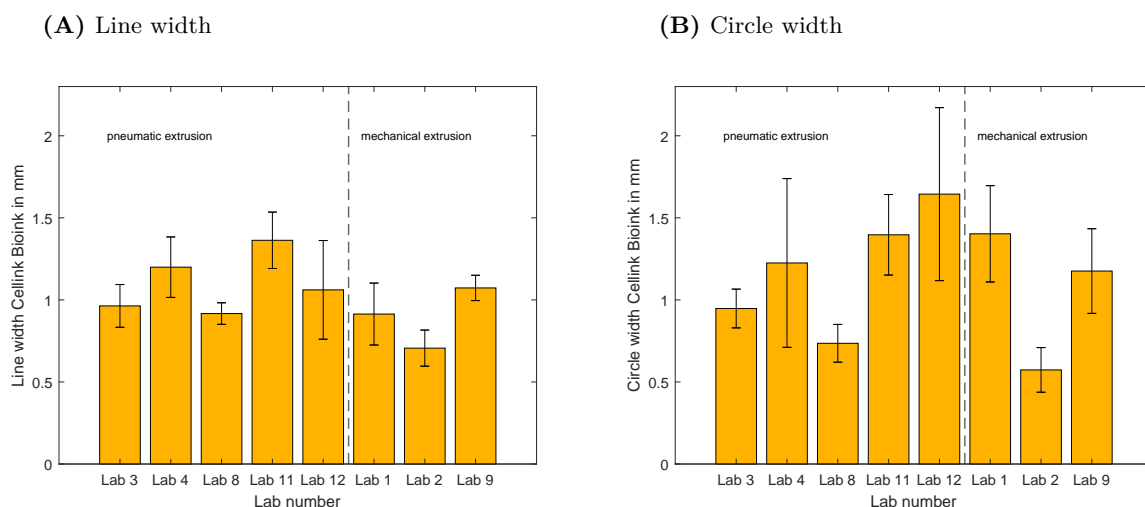 (A) Line width
2
1.5
1
0.5
0
Line width Cellink Bioink in mm
pneumatic extrusion
mechanical extrusion
Lab 3 Lab 4 Lab 8 Lab 11 Lab 12 Lab 1 Lab 2 Lab 9
Lab number
(B) Circle width
2
1.5
1
0.5
0
Circle width Cellink Bioink in mm
pneumatic extrusion
mechanical extrusion
Lab 3 Lab 4 Lab 8 Lab 11 Lab 12 Lab 1 Lab 2 Lab 9
Lab number